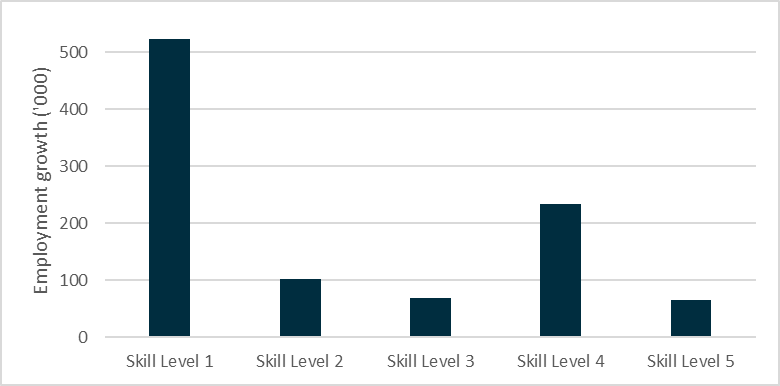 Employment growth ('000)
500
400
300
200
100
0
Skill Level 1
Skill Level 2
Skill Level 3
Skill Level 4
Skill Level 5